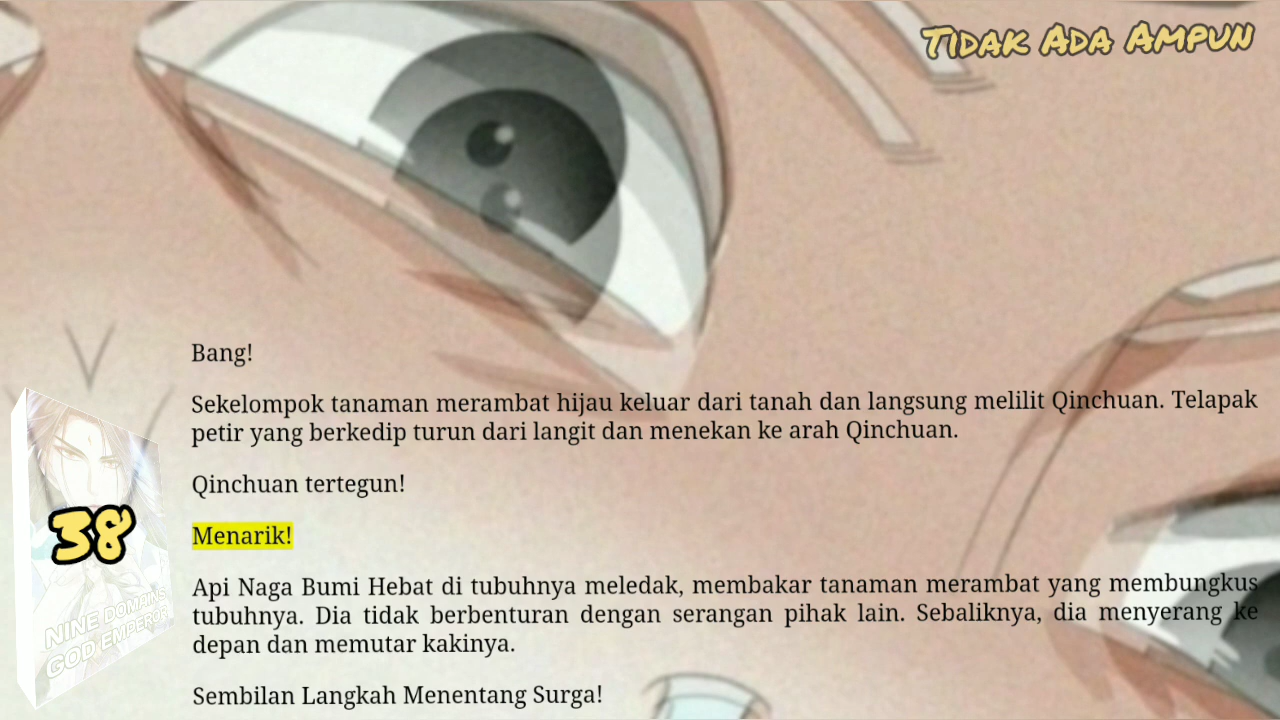 Tidak Ada Ampun
Bang!
Sekelompok tanaman merambat hijau keluar dari tanah dan langsung melilit Qinchuan. Telapak
petir yang berkedip turun dari langit dan menekan ke arah Qinchuan.
Qinchuan tertegun!
Menarik!
Api Naga Bumi Hebat di tubuhnya meledak, membakar tanaman merambat yang membungkus
tubuhnya. Dia tidak berbenturan dengan serangan pihak lain. Sebaliknya, dia menyerang ke
depan dan memutar kakinya.
Sembilan Langkah Menentang Surga!
38
NINE DOMAINS
GOD EMPEROR